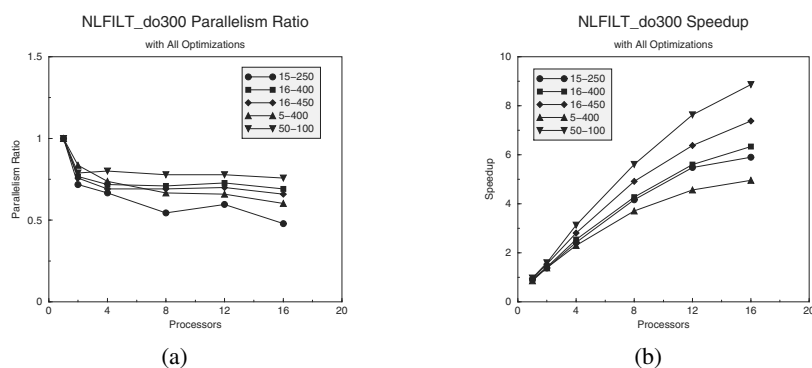 NLFILT_do300 Parallelism Ratio
with All Optimizations
1.5
1
0.5
0
Parallelism Ratio
15−250
16−400
16−450
5−400
50−100
0 4 8 12 16 20
Processors
(a)
NLFILT_do300 Speedup
with All Optimizations
10
8
6
4
2
0
Speedup
15−250
16−400
16−450
5−400
50−100
0 4 8 12 16 20
Processors
(b)